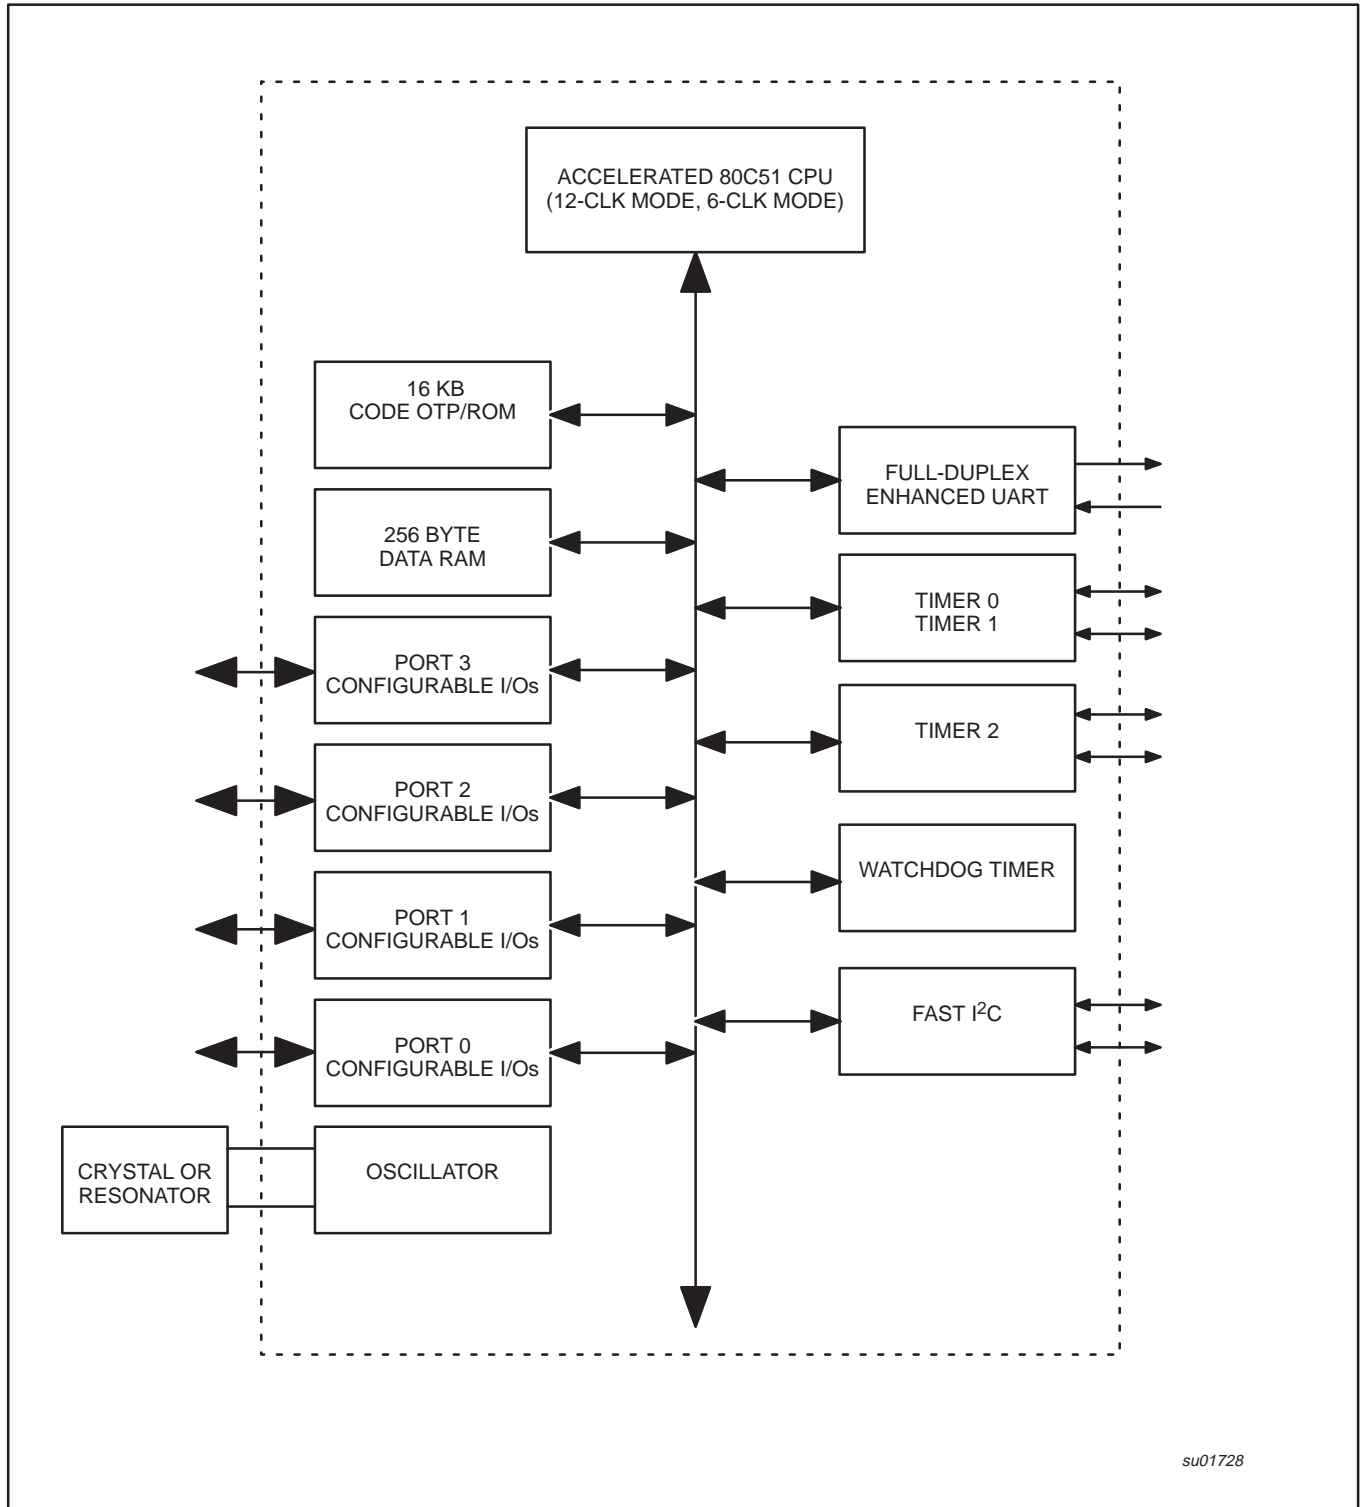 ACCELERATED 80C51 CPU
(12-CLK MODE, 6-CLK MODE)
16 KB
CODE OTP/ROM
FULL-DUPLEX
ENHANCED UART
256 BYTE
DATA RAM
TIMER 0
TIMER 1
PORT 3
CONFIGURABLE I/Os
TIMER 2
PORT 2
CONFIGURABLE I/Os
WATCHDOG TIMER
PORT 1
CONFIGURABLE I/Os
FAST I²C
PORT 0
CONFIGURABLE I/Os
CRYSTAL OR
RESONATOR
OSCILLATOR
su01728